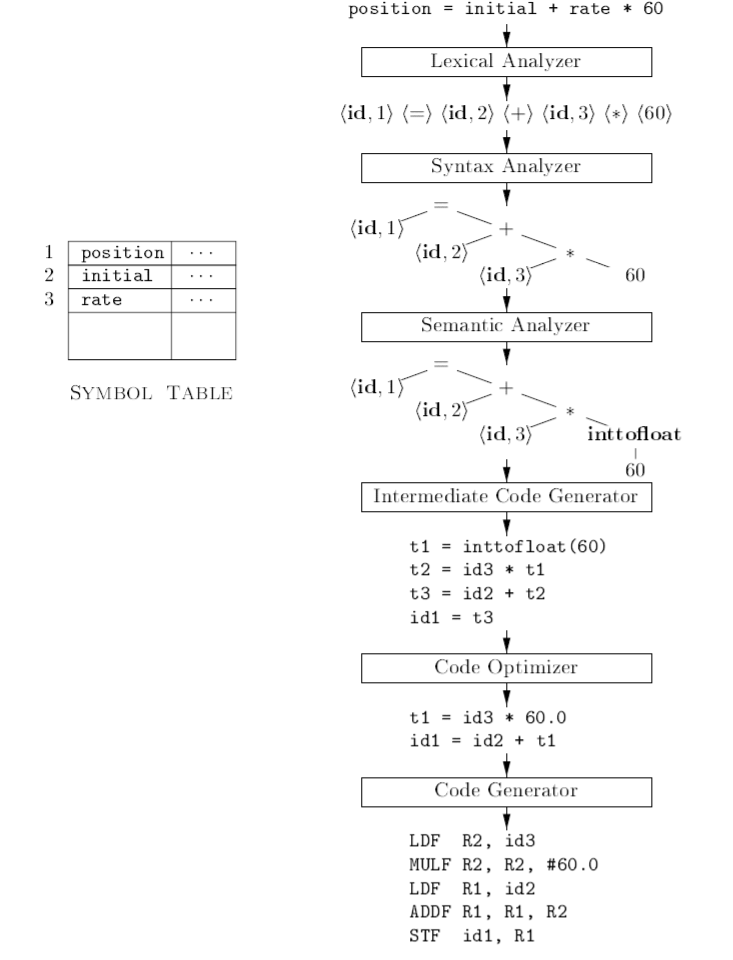 position = initial + rate * 60
Lexical Analyzer
⟨id, 1⟩ ⟨=⟩ ⟨id, 2⟩ ⟨+⟩ ⟨id, 3⟩ ⟨*⟩ ⟨60⟩
Syntax Analyzer
=
⟨id, 1⟩ +
⟨id, 2⟩ *
⟨id, 3⟩ 60
1 position ···
2 initial ···
3 rate ···
SYMBOL TABLE
Semantic Analyzer
=
⟨id, 1⟩ +
⟨id, 2⟩ *
⟨id, 3⟩ inttofloat
60
Intermediate Code Generator
t1 = inttofloat(60)
t2 = id3 * t1
t3 = id2 + t2
id1 = t3
Code Optimizer
t1 = id3 * 60.0
id1 = id2 + t1
Code Generator
LDF R2, id3
MULF R2, R2, #60.0
LDF R1, id2
ADDF R1, R1, R2
STF id1, R1